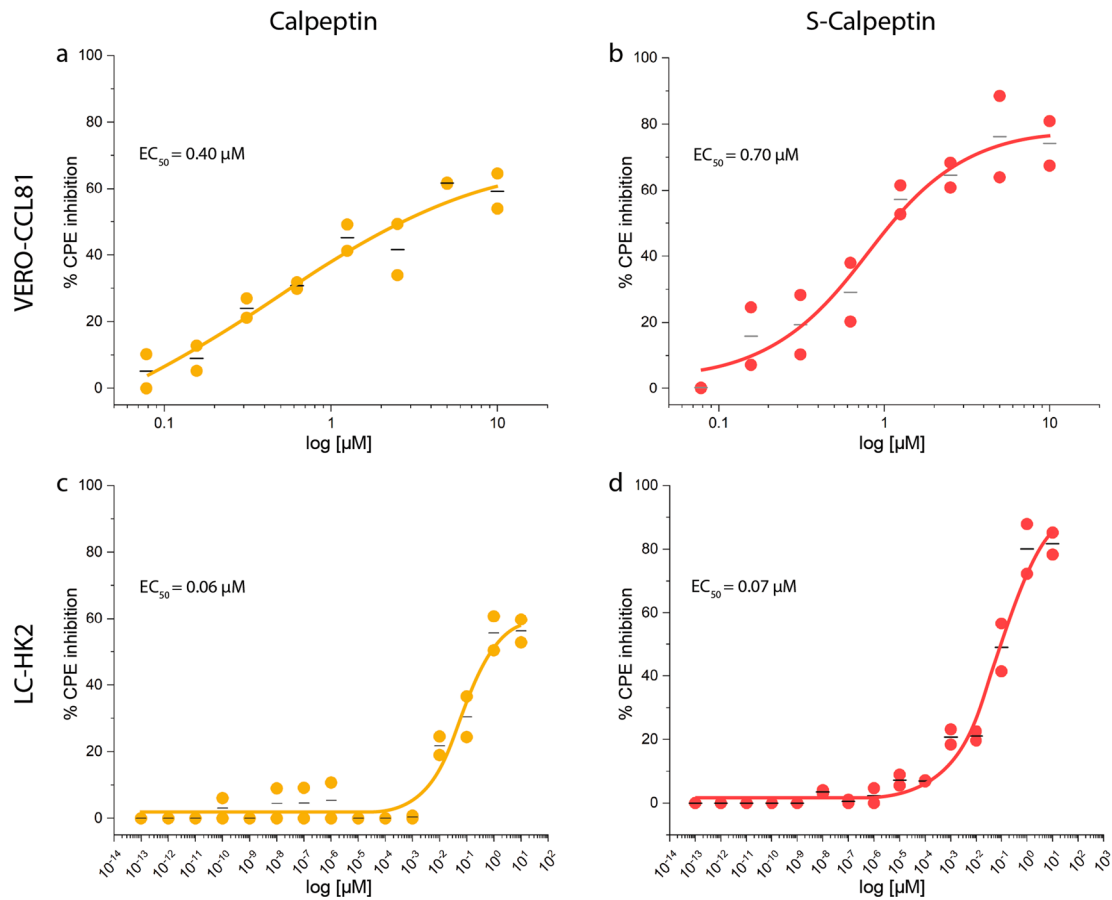 Calpeptin
S-Calpeptin
VERO-CCL81
LC-HK2
a
% CPE inhibition
100
80
60
40
20
0
EC₅₀ = 0.40 µM
0.1
1
10
log [µM]
b
% CPE inhibition
100
80
60
40
20
0
EC₅₀ = 0.70 µM
0.1
1
10
log [µM]
c
% CPE inhibition
100
80
60
40
20
0
EC₅₀ = 0.06 µM
10⁻¹⁴ 10⁻¹³ 10⁻¹² 10⁻¹¹ 10⁻¹⁰ 10⁻⁹ 10⁻⁸ 10⁻⁷ 10⁻⁶ 10⁻⁵ 10⁻⁴ 10⁻³ 10⁻² 10⁻¹ 10⁰ 10¹ 10²
log [µM]
d
% CPE inhibition
100
80
60
40
20
0
EC₅₀ = 0.07 µM
10⁻¹⁴ 10⁻¹³ 10⁻¹² 10⁻¹¹ 10⁻¹⁰ 10⁻⁹ 10⁻⁸ 10⁻⁷ 10⁻⁶ 10⁻⁵ 10⁻⁴ 10⁻³ 10⁻² 10⁻¹ 10⁰ 10¹ 10² 10³
log [µM]